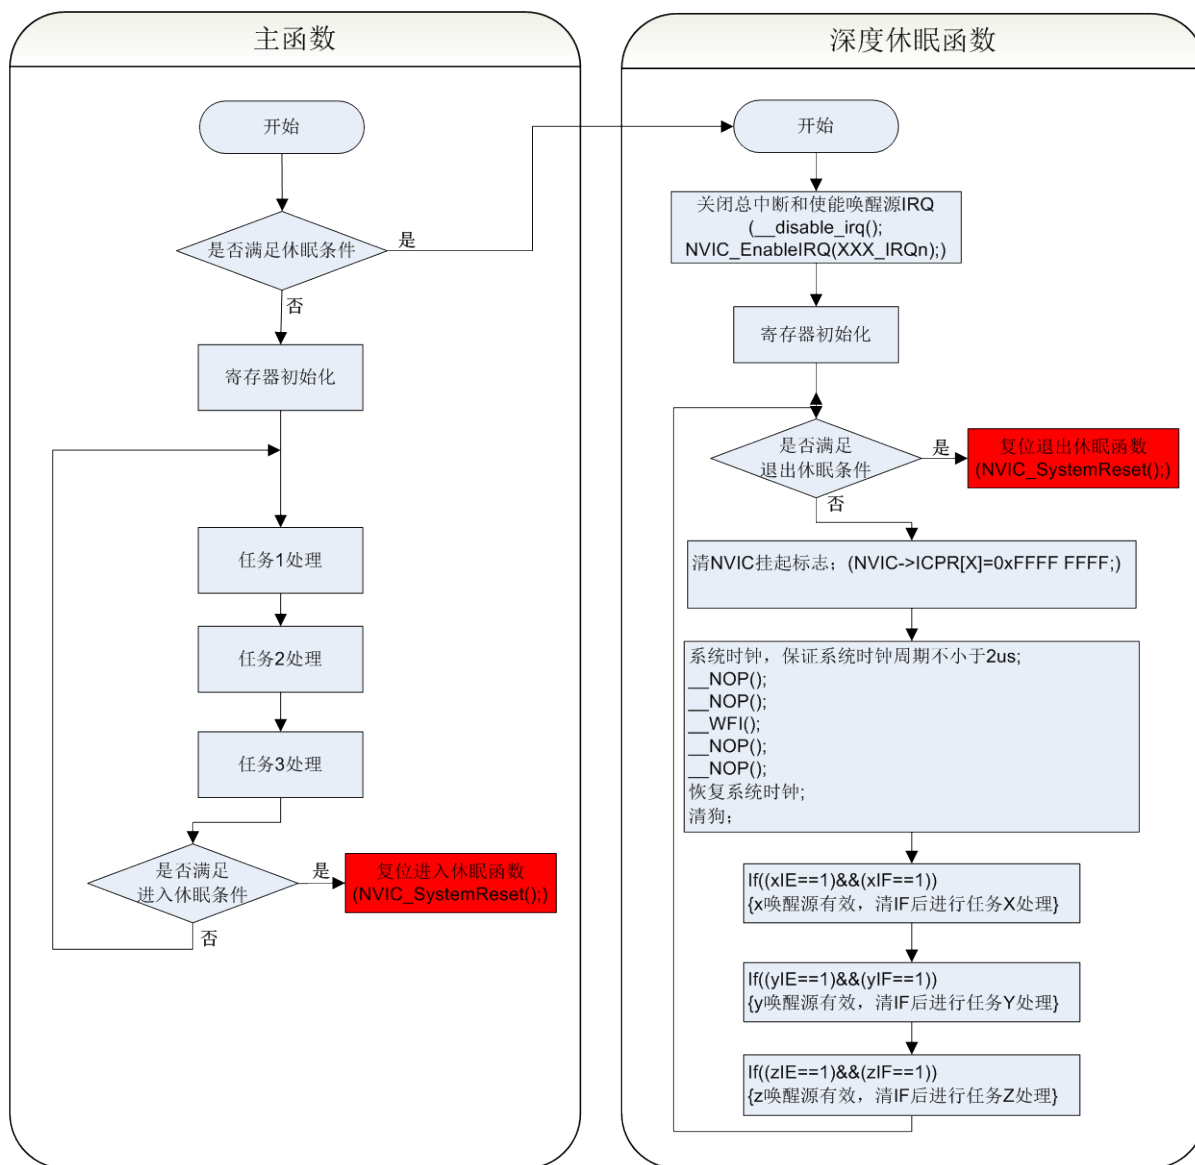 主函数
开始
是否满足休眠条件
是
否
寄存器初始化
任务1处理
任务2处理
任务3处理
是否满足
进入休眠条件
是
复位进入休眠函数
(NVIC_SystemReset();)
否
深度休眠函数
开始
关闭总中断和使能唤醒源IRQ
(__disable_irq();
NVIC_EnableIRQ(XXX_IRQn);)
寄存器初始化
是否满足
退出休眠条件
是
复位退出休眠函数
(NVIC_SystemReset();)
否
清NVIC挂起标志；(NVIC->ICPR[X]=0xFFFF FFFF;)
系统时钟，保证系统时钟周期不小于2us;
__NOP();
__NOP();
__WFI();
__NOP();
__NOP();
恢复系统时钟;
清狗；
If((xIE==1)&&(xIF==1))
{x唤醒源有效，清IF后进行任务X处理}
If((yIE==1)&&(yIF==1))
{y唤醒源有效，清IF后进行任务Y处理}
If((zIE==1)&&(zIF==1))
{z唤醒源有效，清IF后进行任务Z处理}